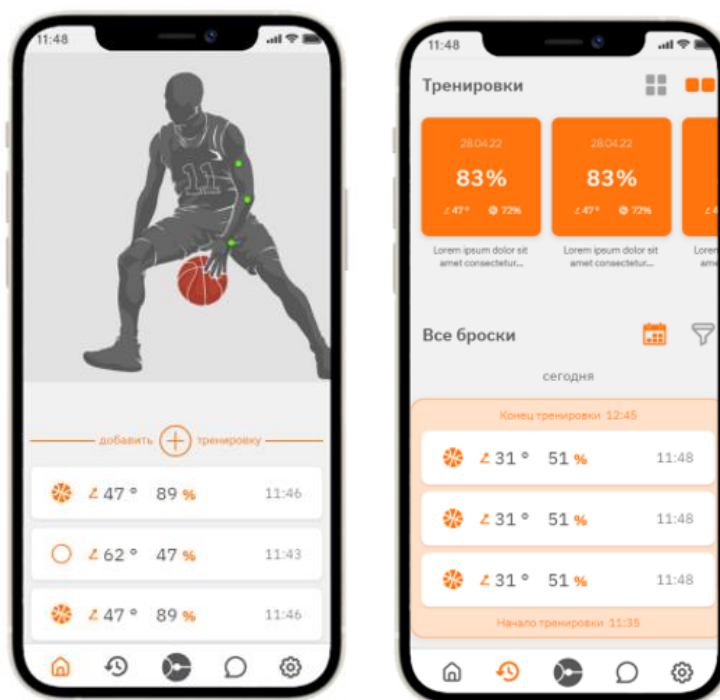 11:48
добавить
тренировку
47 ° 89 %
11:46
62 ° 47 %
11:43
47 ° 89 %
11:46
11:48
Тренировки
28.04.22
83%
47° 72%
Lorem ipsum dolor sit
amet consectetur...
28.04.22
83%
47° 72%
Lorem ipsum dolor sit
amet consectetur...
Все броски
сегодня
Конец тренировки 12:45
31 ° 51 %
11:48
31 ° 51 %
11:48
31 ° 51 %
11:48
Начало тренировки 11:35